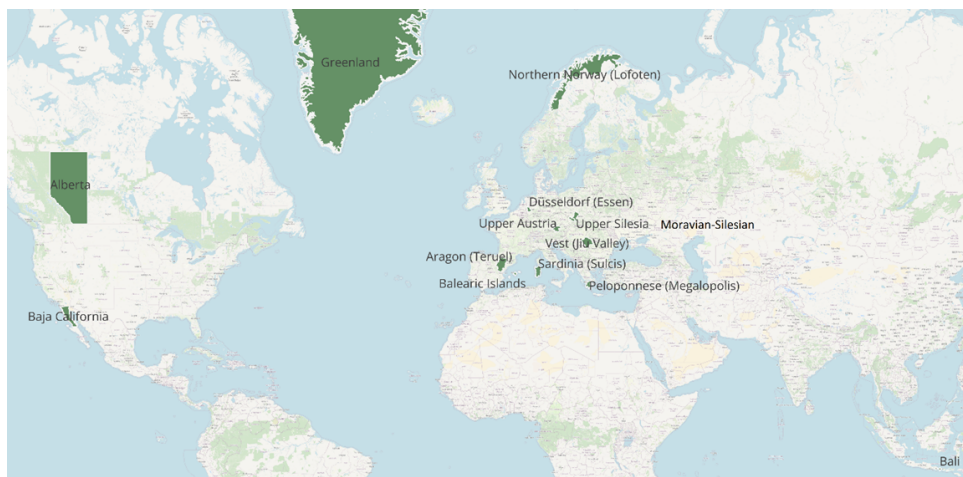 Greenland
Northern Norway (Lofoten)
Alberta
Düsseldorf (Essen)
Upper Austria
Upper Silesia
Moravian-Silesian
Vest (Jiu Valley)
Aragon (Teruel)
Sardinia (Sulcis)
Balearic Islands
Peloponnese (Megalopolis)
Baja California
Bali